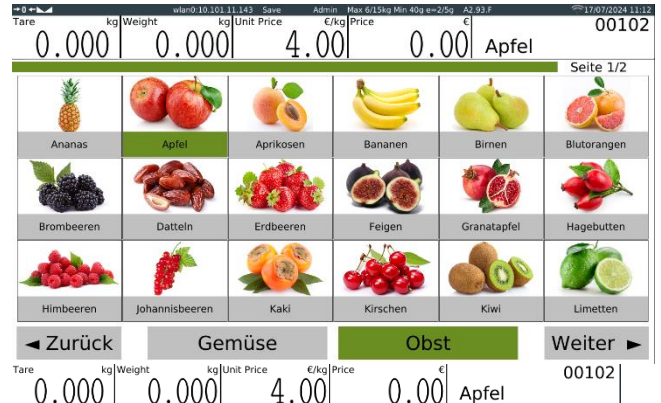 →0← wlan0:10.101.11.143 Save Admin Max 6/15kg Min 40g e=2/5g A2.93.F 17/07/2024 11:12
Tare kg Weight kg Unit Price €/kg Price € 00102
0.000 0.000 4.00 0.00 Apfel
Seite 1/2
Ananas Apfel Aprikosen Bananen Birnen Blutorangen
Brombeeren Datteln Erdbeeren Feigen Granatapfel Hagebutten
Himbeeren Johannisbeeren Kaki Kirschen Kiwi Limetten
◄ Zurück Gemüse Obst Weiter ►
Tare kg Weight kg Unit Price €/kg Price € 00102
0.000 0.000 4.00 0.00 Apfel